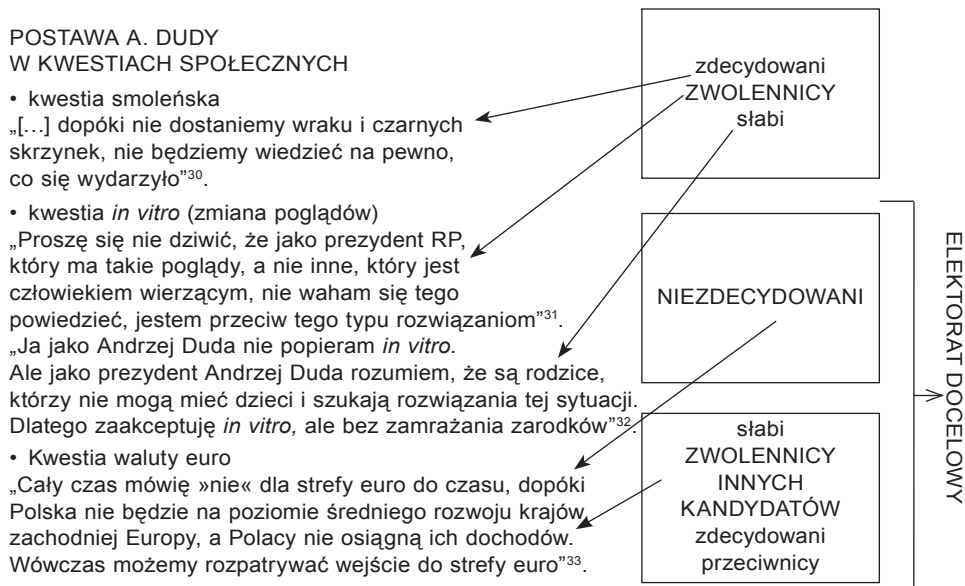 POSTAWA A. DUDY
W KWESTIACH SPOŁECZNYCH
• kwestia smoleńska
„[…] dopóki nie dostaniemy wraku i czarnych
skrzynek, nie będziemy wiedzieć na pewno,
co się wydarzyło”³⁰.
• kwestia in vitro (zmiana poglądów)
„Proszę się nie dziwić, że jako prezydent RP,
który ma takie poglądy, a nie inne, który jest
człowiekiem wierzącym, nie waham się tego
powiedzieć, jestem przeciw tego typu rozwiązaniom”³¹.
„Ja jako Andrzej Duda nie popieram in vitro.
Ale jako prezydent Andrzej Duda rozumiem, że są rodzice,
którzy nie mogą mieć dzieci i szukają rozwiązania tej sytuacji.
Dlatego zaakceptuję in vitro, ale bez zamrażania zarodków”³².
• Kwestia waluty euro
„Cały czas mówię »nie« dla strefy euro do czasu, dopóki
Polska nie będzie na poziomie średniego rozwoju krajów
zachodniej Europy, a Polacy nie osiągną ich dochodów.
Wówczas możemy rozpatrywać wejście do strefy euro”³³.
zdecydowani
ZWOLENNICY
słabi
NIEZDECYDOWANI
słabi
ZWOLENNICY
INNYCH
KANDYDATÓW
zdecydowani
przeciwnicy
ELEKTORAT DOCELOWY